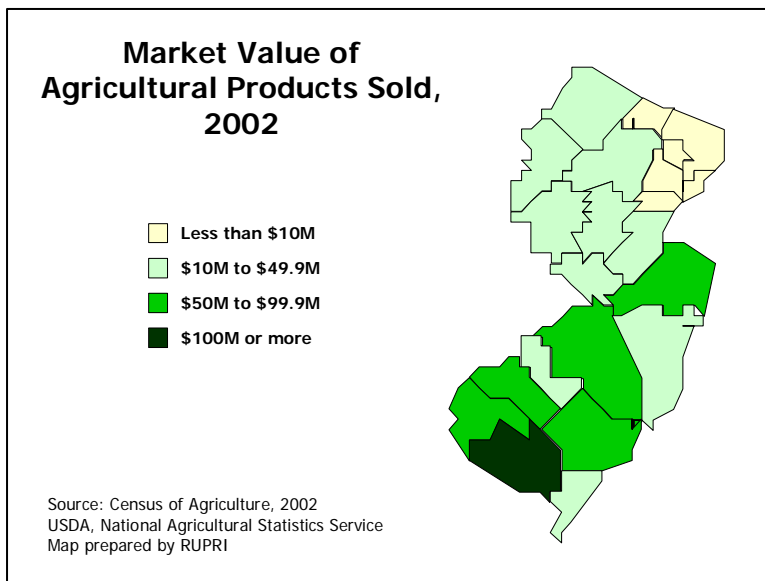 Market Value of
Agricultural Products Sold,
2002
Less than $10M
$10M to $49.9M
$50M to $99.9M
$100M or more
Source: Census of Agriculture, 2002
USDA, National Agricultural Statistics Service
Map prepared by RUPRI